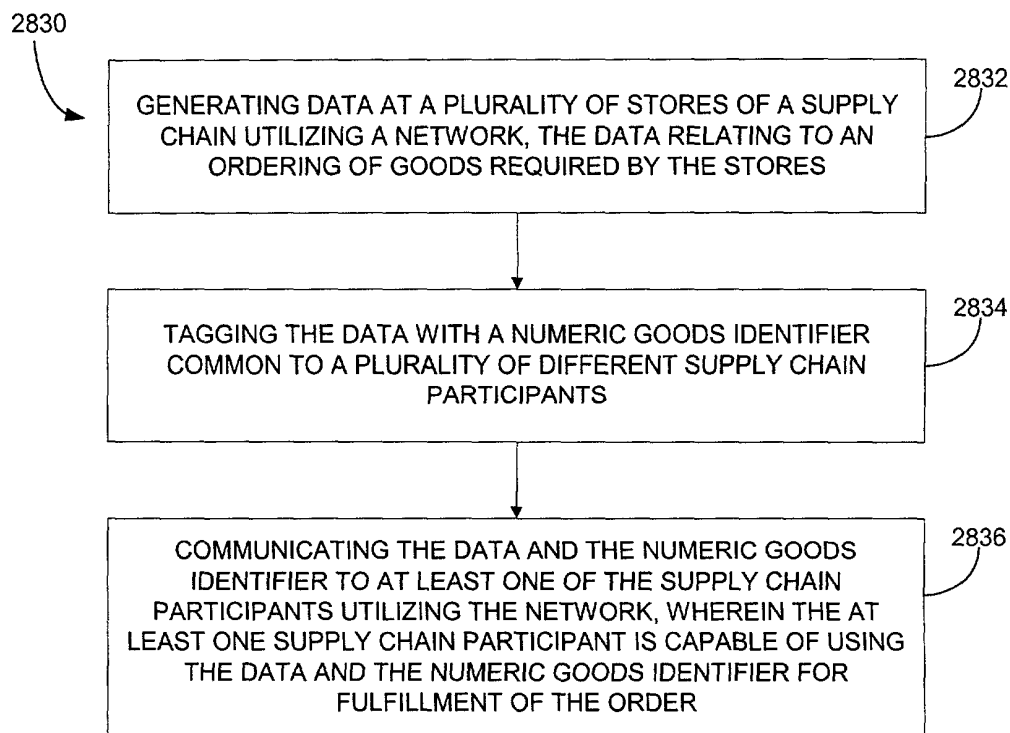 2830
2832
GENERATING DATA AT A PLURALITY OF STORES OF A SUPPLY
CHAIN UTILIZING A NETWORK, THE DATA RELATING TO AN
ORDERING OF GOODS REQUIRED BY THE STORES
2834
TAGGING THE DATA WITH A NUMERIC GOODS IDENTIFIER
COMMON TO A PLURALITY OF DIFFERENT SUPPLY CHAIN
PARTICIPANTS
2836
COMMUNICATING THE DATA AND THE NUMERIC GOODS
IDENTIFIER TO AT LEAST ONE OF THE SUPPLY CHAIN
PARTICIPANTS UTILIZING THE NETWORK, WHEREIN THE AT
LEAST ONE SUPPLY CHAIN PARTICIPANT IS CAPABLE OF USING
THE DATA AND THE NUMERIC GOODS IDENTIFIER FOR
FULFILLMENT OF THE ORDER